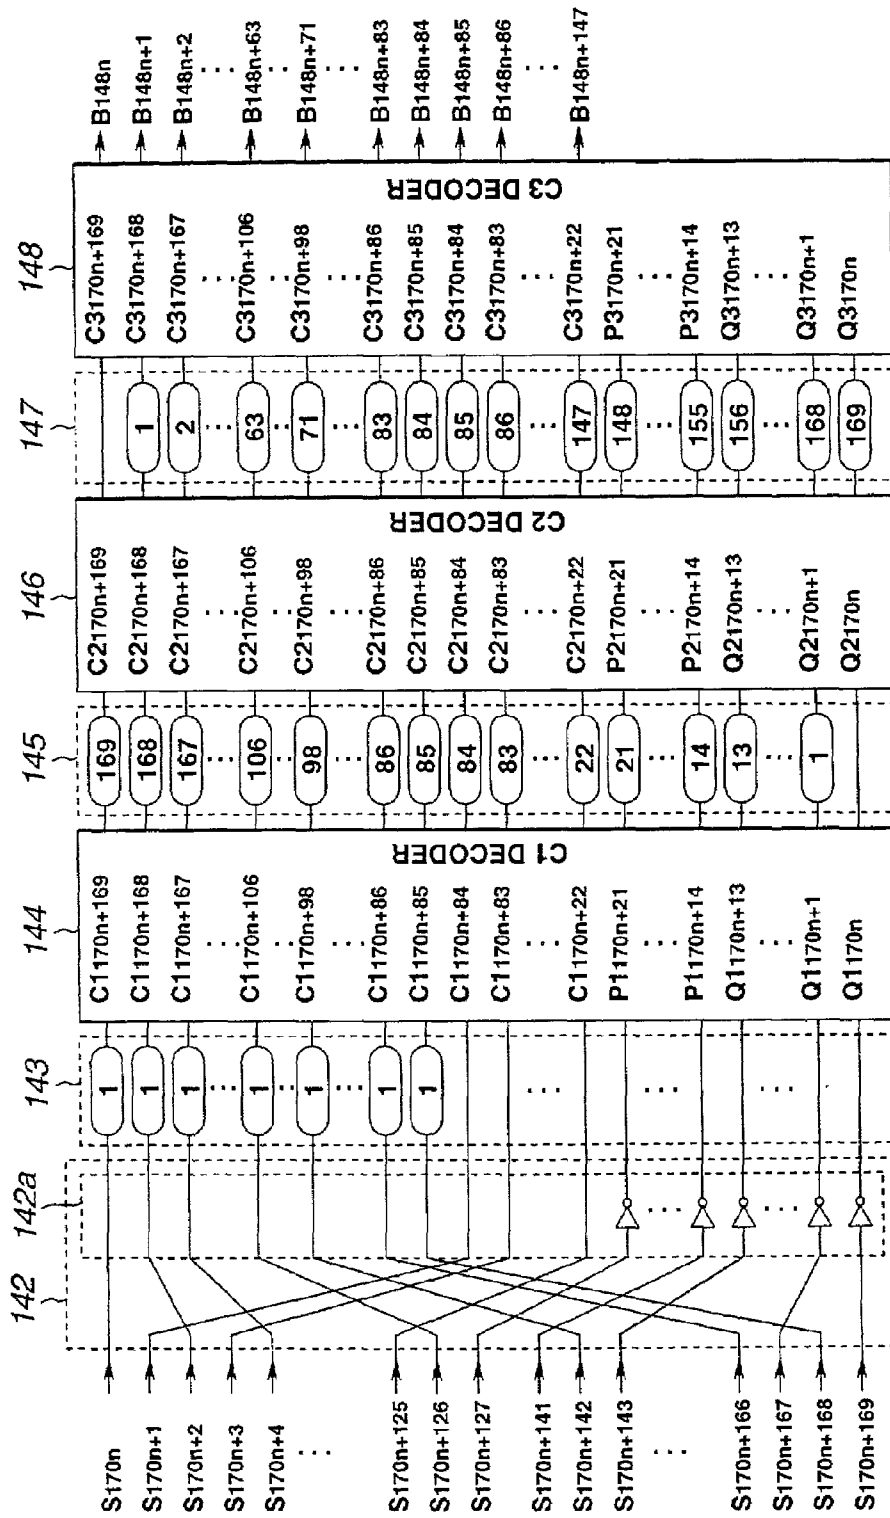 142
142a
143
144
145
146
147
148
S170n
S170n+1
S170n+2
S170n+3
S170n+4
...
S170n+125
S170n+126
S170n+127
S170n+141
S170n+142
S170n+143
...
S170n+166
S170n+167
S170n+168
S170n+169
1
1
1
...
1
...
1
...
1
1
...
...
...
C1170n+169
C1170n+168
C1170n+167
...
C1170n+106
C1170n+98
...
C1170n+86
C1170n+85
C1170n+84
C1170n+83
...
C1170n+22
P1170n+21
...
P1170n+14
Q1170n+13
...
Q1170n+1
Q1170n
C1 DECODER
169
168
167
...
106
...
98
...
86
85
84
83
...
22
21
...
14
13
...
1
C2170n+169
C2170n+168
C2170n+167
...
C2170n+106
C2170n+98
...
C2170n+86
C2170n+85
C2170n+84
C2170n+83
...
C2170n+22
P2170n+21
...
P2170n+14
Q2170n+13
...
Q2170n+1
Q2170n
C2 DECODER
1
2
...
63
...
71
...
83
84
85
86
...
147
148
...
155
156
...
168
169
C3170n+169
C3170n+168
C3170n+167
...
C3170n+106
C3170n+98
...
C3170n+86
C3170n+85
C3170n+84
C3170n+83
...
C3170n+22
P3170n+21
...
P3170n+14
Q3170n+13
...
Q3170n+1
Q3170n
C3 DECODER
B148n
B148n+1
B148n+2
...
B148n+63
...
B148n+71
...
B148n+83
B148n+84
B148n+85
B148n+86
...
B148n+147